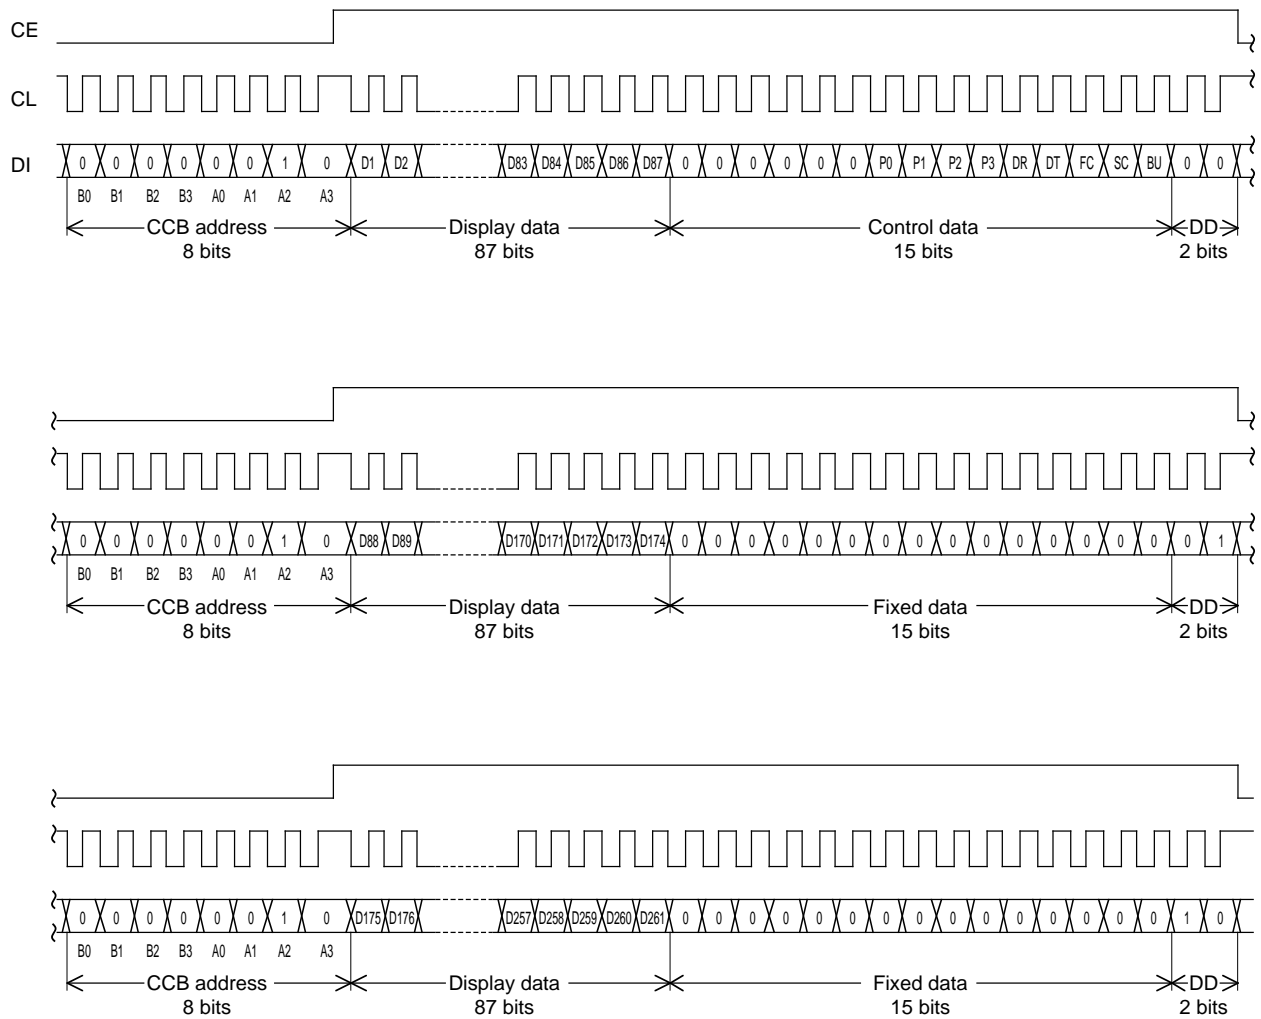 CE
CL
DI 0 0 0 0 0 0 1 0 D1 D2 D83 D84 D85 D86 D87 0 0 0 0 0 0 P0 P1 P2 P3 DR DT FC SC BU 0 0
B0 B1 B2 B3 A0 A1 A2 A3
CCB address Display data Control data DD
8 bits 87 bits 15 bits 2 bits
0 0 0 0 0 0 1 0 D88 D89 D170 D171 D172 D173 D174 0 0 0 0 0 0 0 0 0 0 0 0 0 0 0 0 1
B0 B1 B2 B3 A0 A1 A2 A3
CCB address Display data Fixed data DD
8 bits 87 bits 15 bits 2 bits
0 0 0 0 0 0 1 0 D175 D176 D257 D258 D259 D260 D261 0 0 0 0 0 0 0 0 0 0 0 0 0 0 0 1 0
B0 B1 B2 B3 A0 A1 A2 A3
CCB address Display data Fixed data DD
8 bits 87 bits 15 bits 2 bits